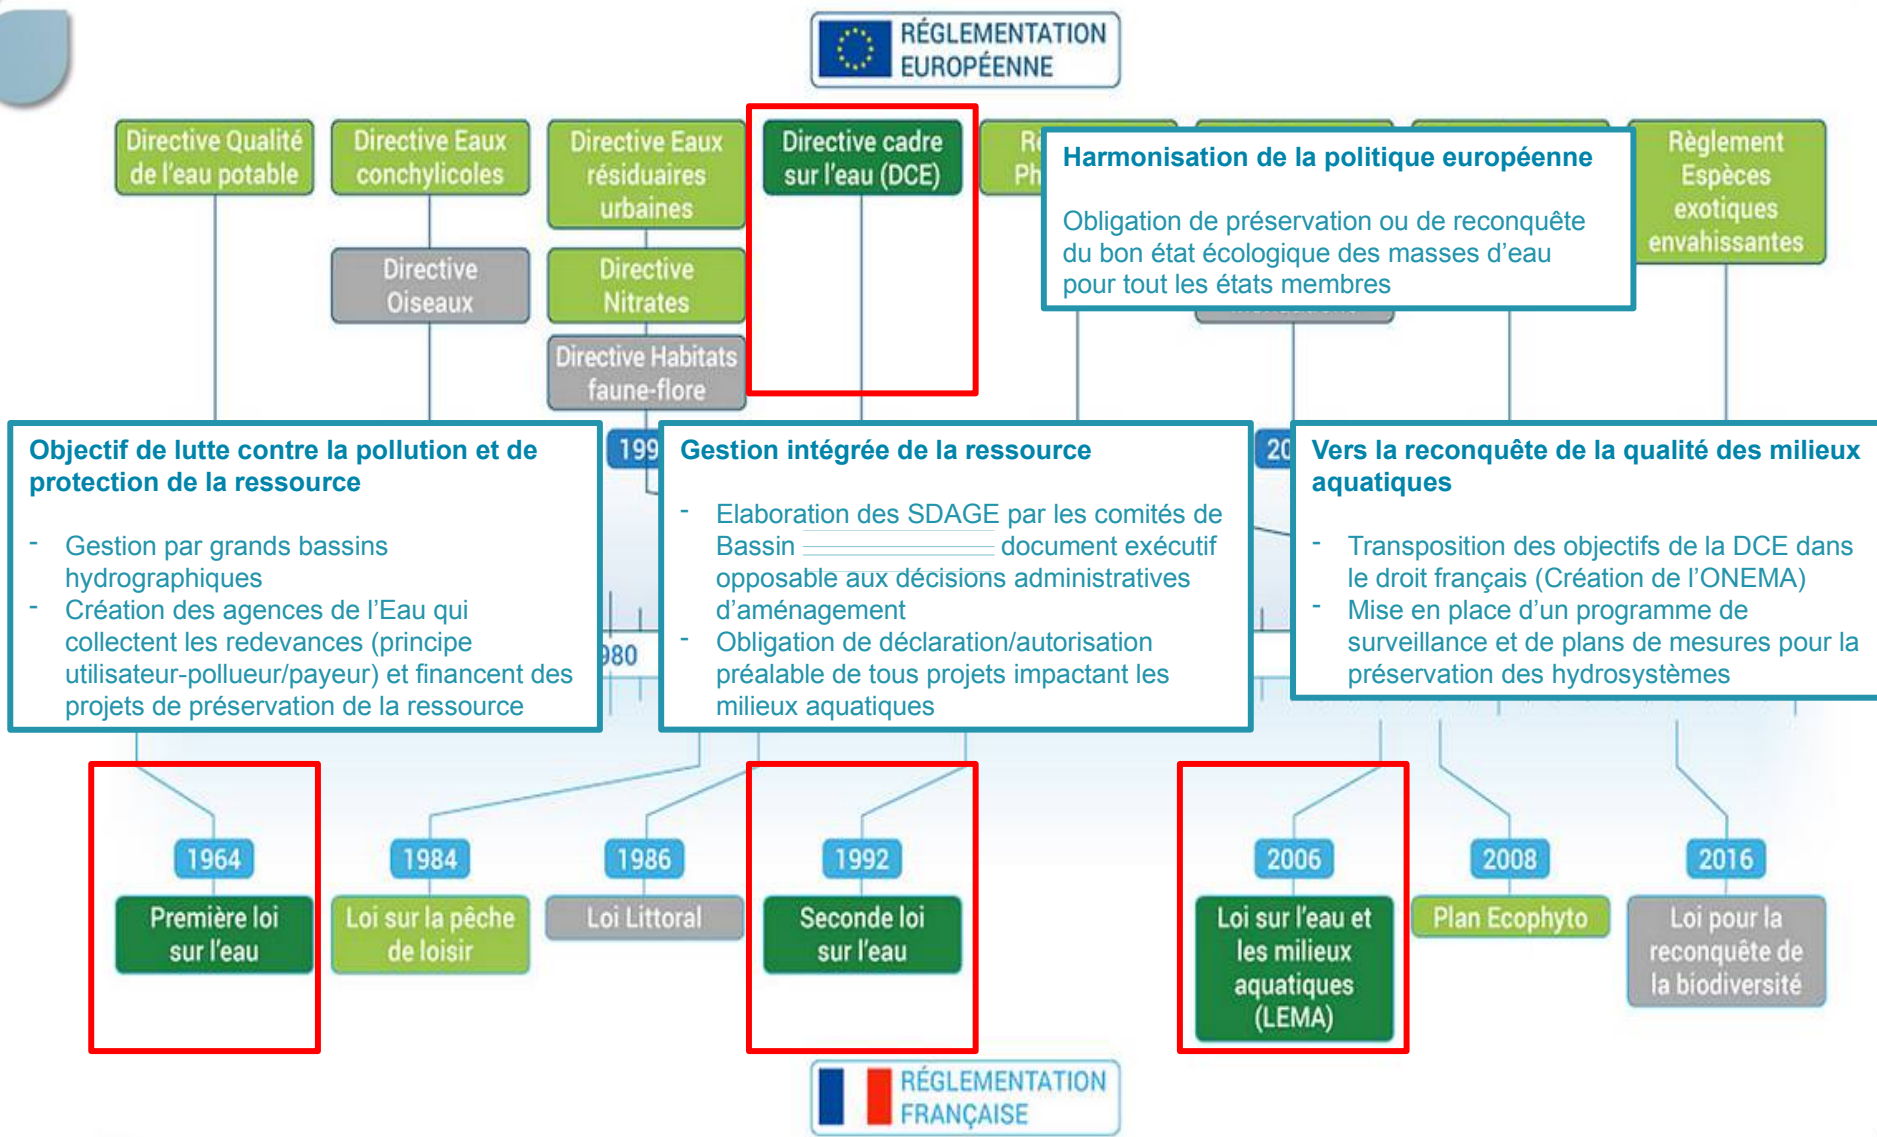 RÉGLEMENTATION
EUROPÉENNE
Directive Qualité
de l'eau potable
Directive Eaux
conchylicoles
Directive
Oiseaux
Directive Eaux
résiduaires
urbaines
Directive
Nitrates
Directive Habitats
faune-flore
Directive cadre
sur l'eau (DCE)
Harmonisation de la politique européenne
Obligation de préservation ou de reconquête
du bon état écologique des masses d'eau
pour tout les états membres
Règlement
Espèces
exotiques
envahissantes
Objectif de lutte contre la pollution et de
protection de la ressource
- Gestion par grands bassins
hydrographiques
- Création des agences de l'Eau qui
collectent les redevances (principe
utilisateur-pollueur/payeur) et financent des
projets de préservation de la ressource
Gestion intégrée de la ressource
- Elaboration des SDAGE par les comités de
Bassin document exécutif
opposable aux décisions administratives
d'aménagement
- Obligation de déclaration/autorisation
préalable de tous projets impactant les
milieux aquatiques
Vers la reconquête de la qualité des milieux
aquatiques
- Transposition des objectifs de la DCE dans
le droit français (Création de l'ONEMA)
- Mise en place d'un programme de
surveillance et de plans de mesures pour la
préservation des hydrosystèmes
1964
Première loi
sur l'eau
1984
Loi sur la pêche
de loisir
1986
Loi Littoral
1992
Seconde loi
sur l'eau
2006
Loi sur l'eau et
les milieux
aquatiques
(LEMA)
2008
Plan Ecophyto
2016
Loi pour la
reconquête de
la biodiversité
RÉGLEMENTATION
FRANÇAISE